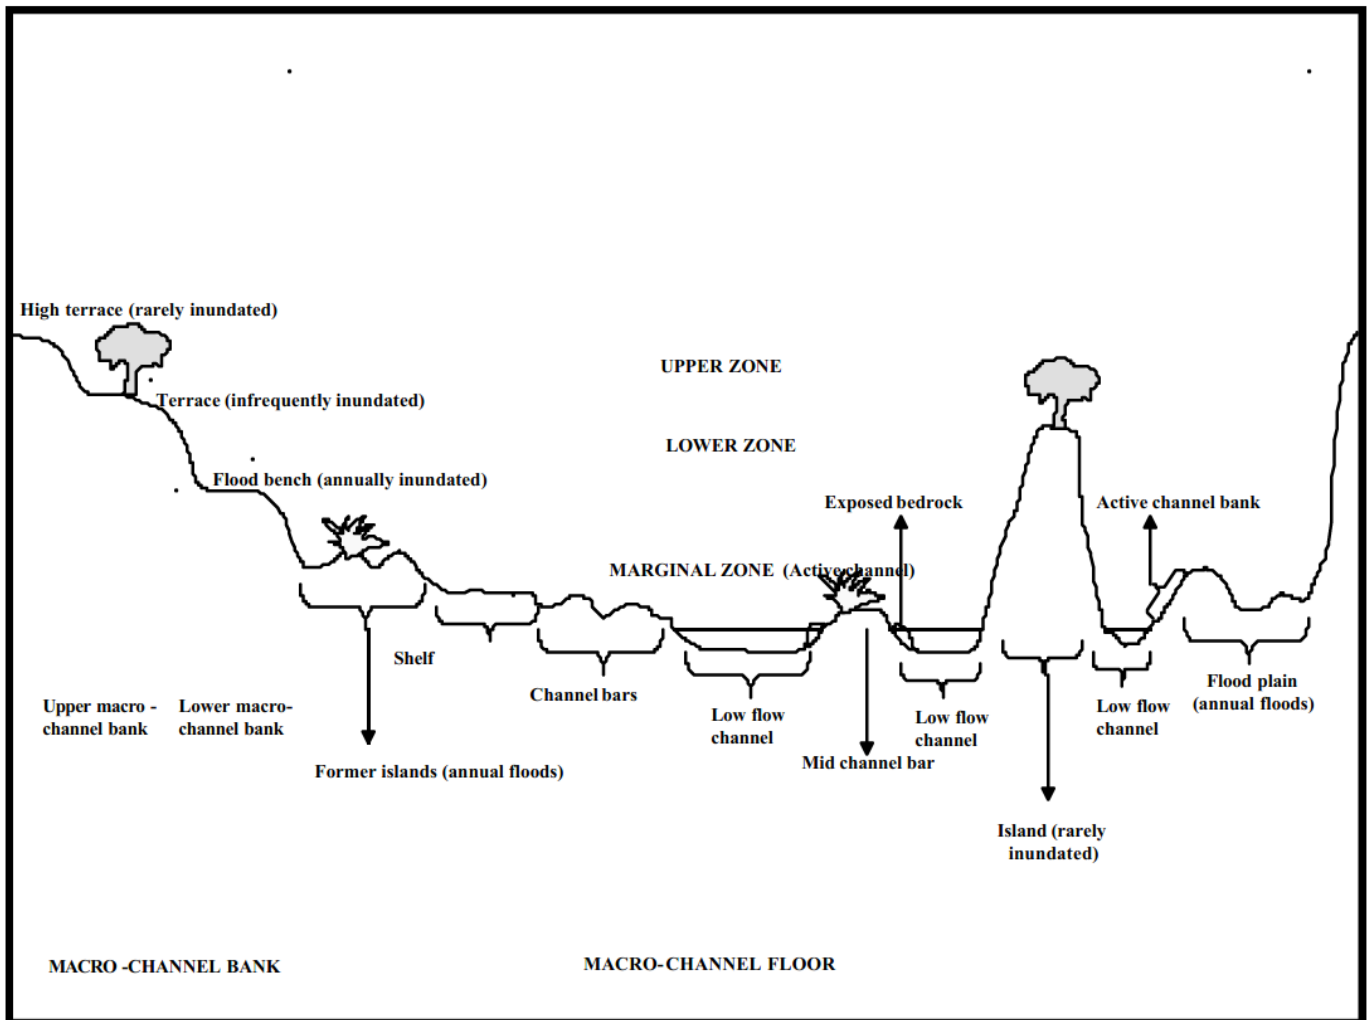 High terrace (rarely inundated)
UPPER ZONE
Terrace (infrequently inundated)
LOWER ZONE
Flood bench (annually inundated)
Exposed bedrock
Active channel bank
MARGINAL ZONE (Active channel)
Shelf
Channel bars
Upper macro -
channel bank
Lower macro-
channel bank
Low flow
channel
Low flow
channel
Low flow
channel
Flood plain
(annual floods)
Former islands (annual floods)
Mid channel bar
Island (rarely
inundated)
MACRO -CHANNEL BANK
MACRO-CHANNEL FLOOR